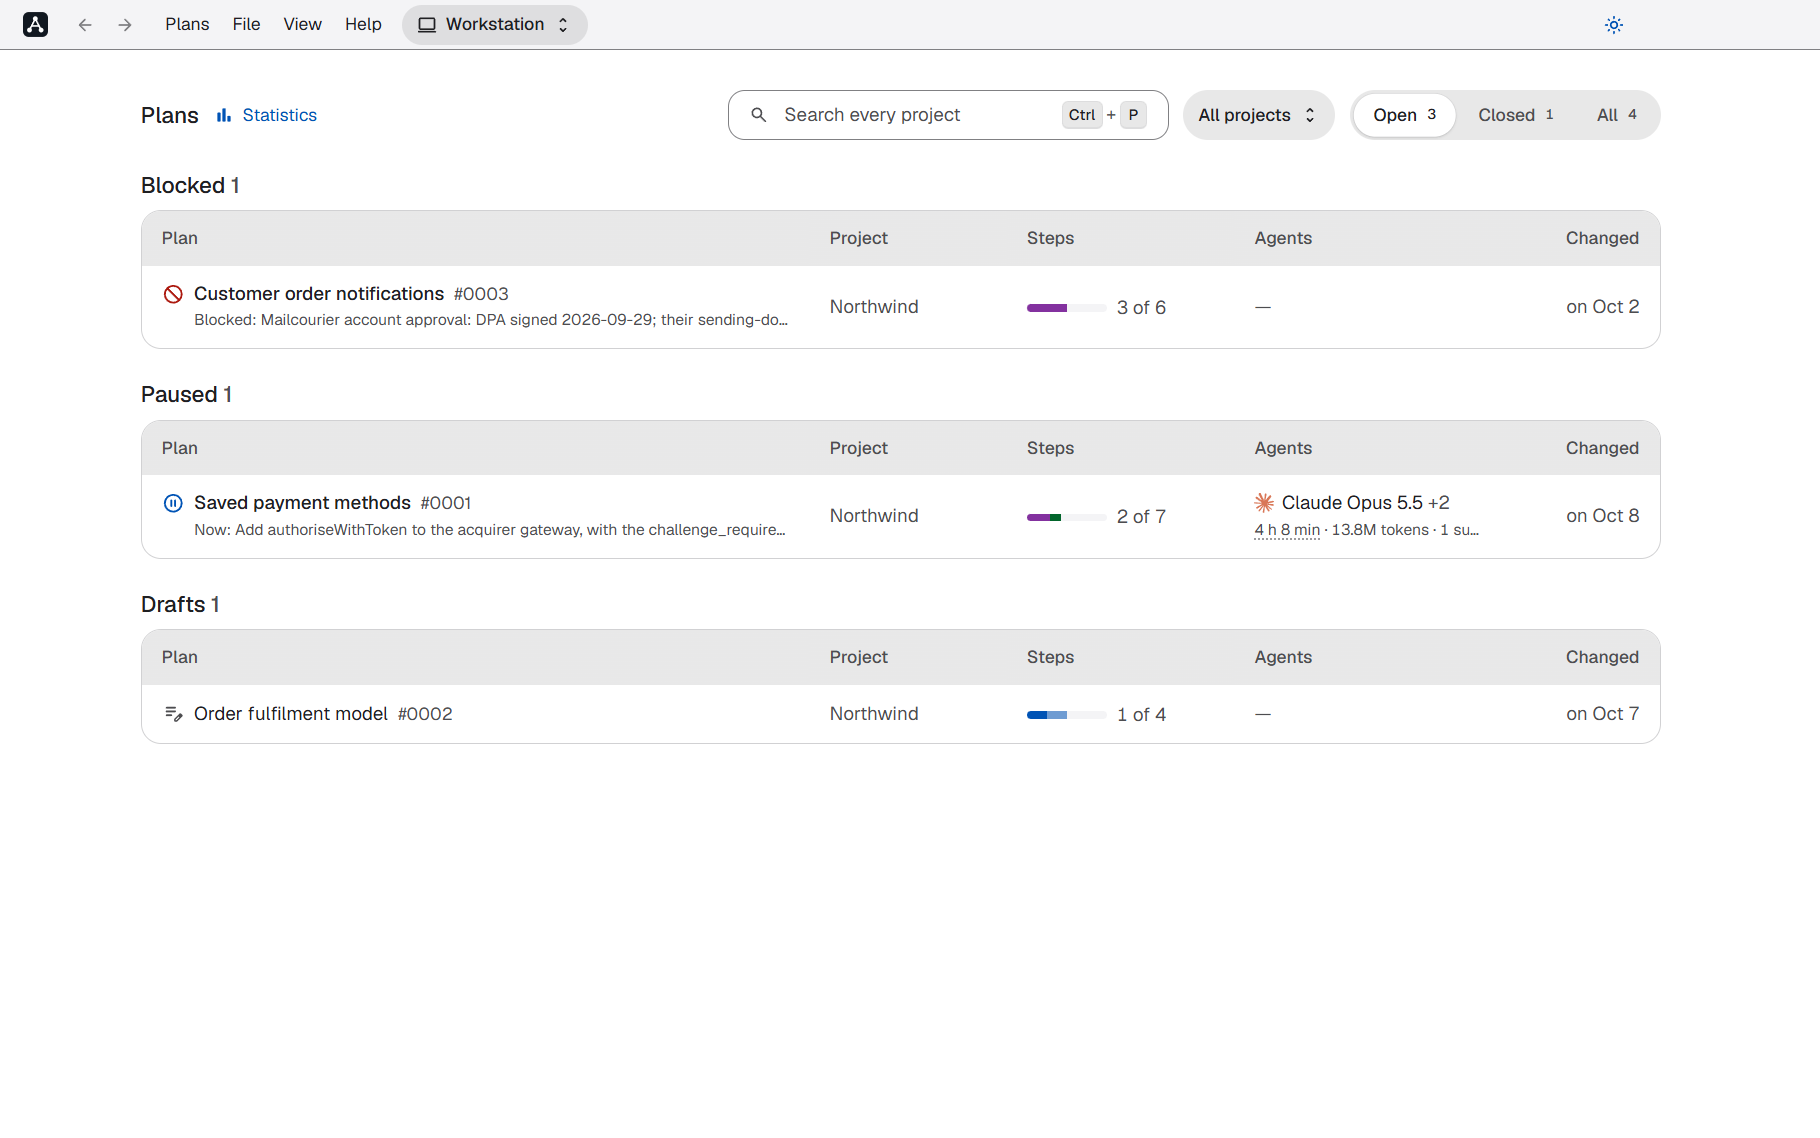 Plans File View Help Workstation
Plans Statistics Search every project Ctrl + P All projects Open 3 Closed 1 All 4
Blocked 1
Plan Project Steps Agents Changed
Customer order notifications #0003
Blocked: Mailcourier account approval: DPA signed 2026-09-29; their sending-do…
Northwind 3 of 6 — on Oct 2
Paused 1
Plan Project Steps Agents Changed
Saved payment methods #0001
Now: Add authoriseWithToken to the acquirer gateway, with the challenge_require…
Northwind 2 of 7
Claude Opus 5.5 +2
4 h 8 min · 13.8M tokens · 1 su…
on Oct 8
Drafts 1
Plan Project Steps Agents Changed
Order fulfilment model #0002 Northwind 1 of 4 — on Oct 7